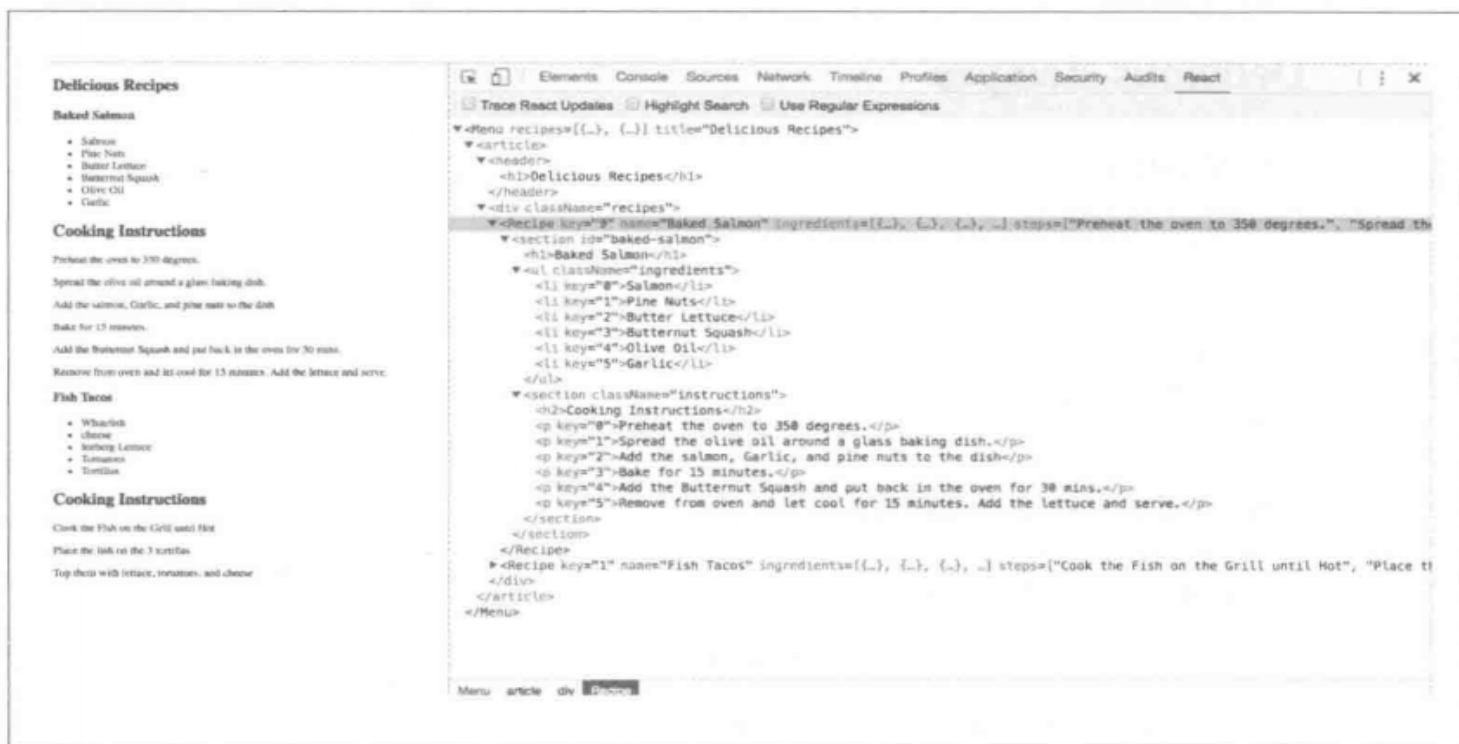 Delicious Recipes
Baked Salmon
• Salmon
• Pine Nuts
• Butter Lettuce
• Butternut Squash
• Olive Oil
• Garlic
Cooking Instructions
Preheat the oven to 350 degrees.
Spread the olive oil around a glass baking dish.
Add the salmon, Garlic, and pine nuts to the dish
Bake for 15 minutes.
Add the Butternut Squash and put back in the oven for 30 mins.
Remove from oven and let cool for 15 minutes. Add the lettuce and serve.
Fish Tacos
• Whitefish
• cheese
• Iceberg Lettuce
• Tomatoes
• Tortillas
Cooking Instructions
Cook the Fish on the Grill until Hot
Place the fish on the 3 tortillas
Top them with lettuce, tomatoes, and cheese
Elements Console Sources Network Timeline Profiles Application Security Audits React
Trace React Updates Highlight Search Use Regular Expressions
▼<Menu recipes=[{…}, {…}] title="Delicious Recipes">
▼<article>
▼<header>
<h1>Delicious Recipes</h1>
</header>
▼<div className="recipes">
▼<Recipe key="0" name="Baked Salmon" ingredients=[{…}, {…}, {…}, …] steps=["Preheat the oven to 350 degrees.", "Spread th
▼<section id="baked-salmon">
<h1>Baked Salmon</h1>
▼<ul className="ingredients">
<li key="0">Salmon</li>
<li key="1">Pine Nuts</li>
<li key="2">Butter Lettuce</li>
<li key="3">Butternut Squash</li>
<li key="4">Olive Oil</li>
<li key="5">Garlic</li>
</ul>
▼<section className="instructions">
<h2>Cooking Instructions</h2>
<p key="0">Preheat the oven to 350 degrees.</p>
<p key="1">Spread the olive oil around a glass baking dish.</p>
<p key="2">Add the salmon, Garlic, and pine nuts to the dish</p>
<p key="3">Bake for 15 minutes.</p>
<p key="4">Add the Butternut Squash and put back in the oven for 30 mins.</p>
<p key="5">Remove from oven and let cool for 15 minutes. Add the lettuce and serve.</p>
</section>
</section>
</Recipe>
▶<Recipe key="1" name="Fish Tacos" ingredients=[{…}, {…}, {…}, …] steps=["Cook the Fish on the Grill until Hot", "Place th
</div>
</article>
</Menu>
Menu article div Recipe